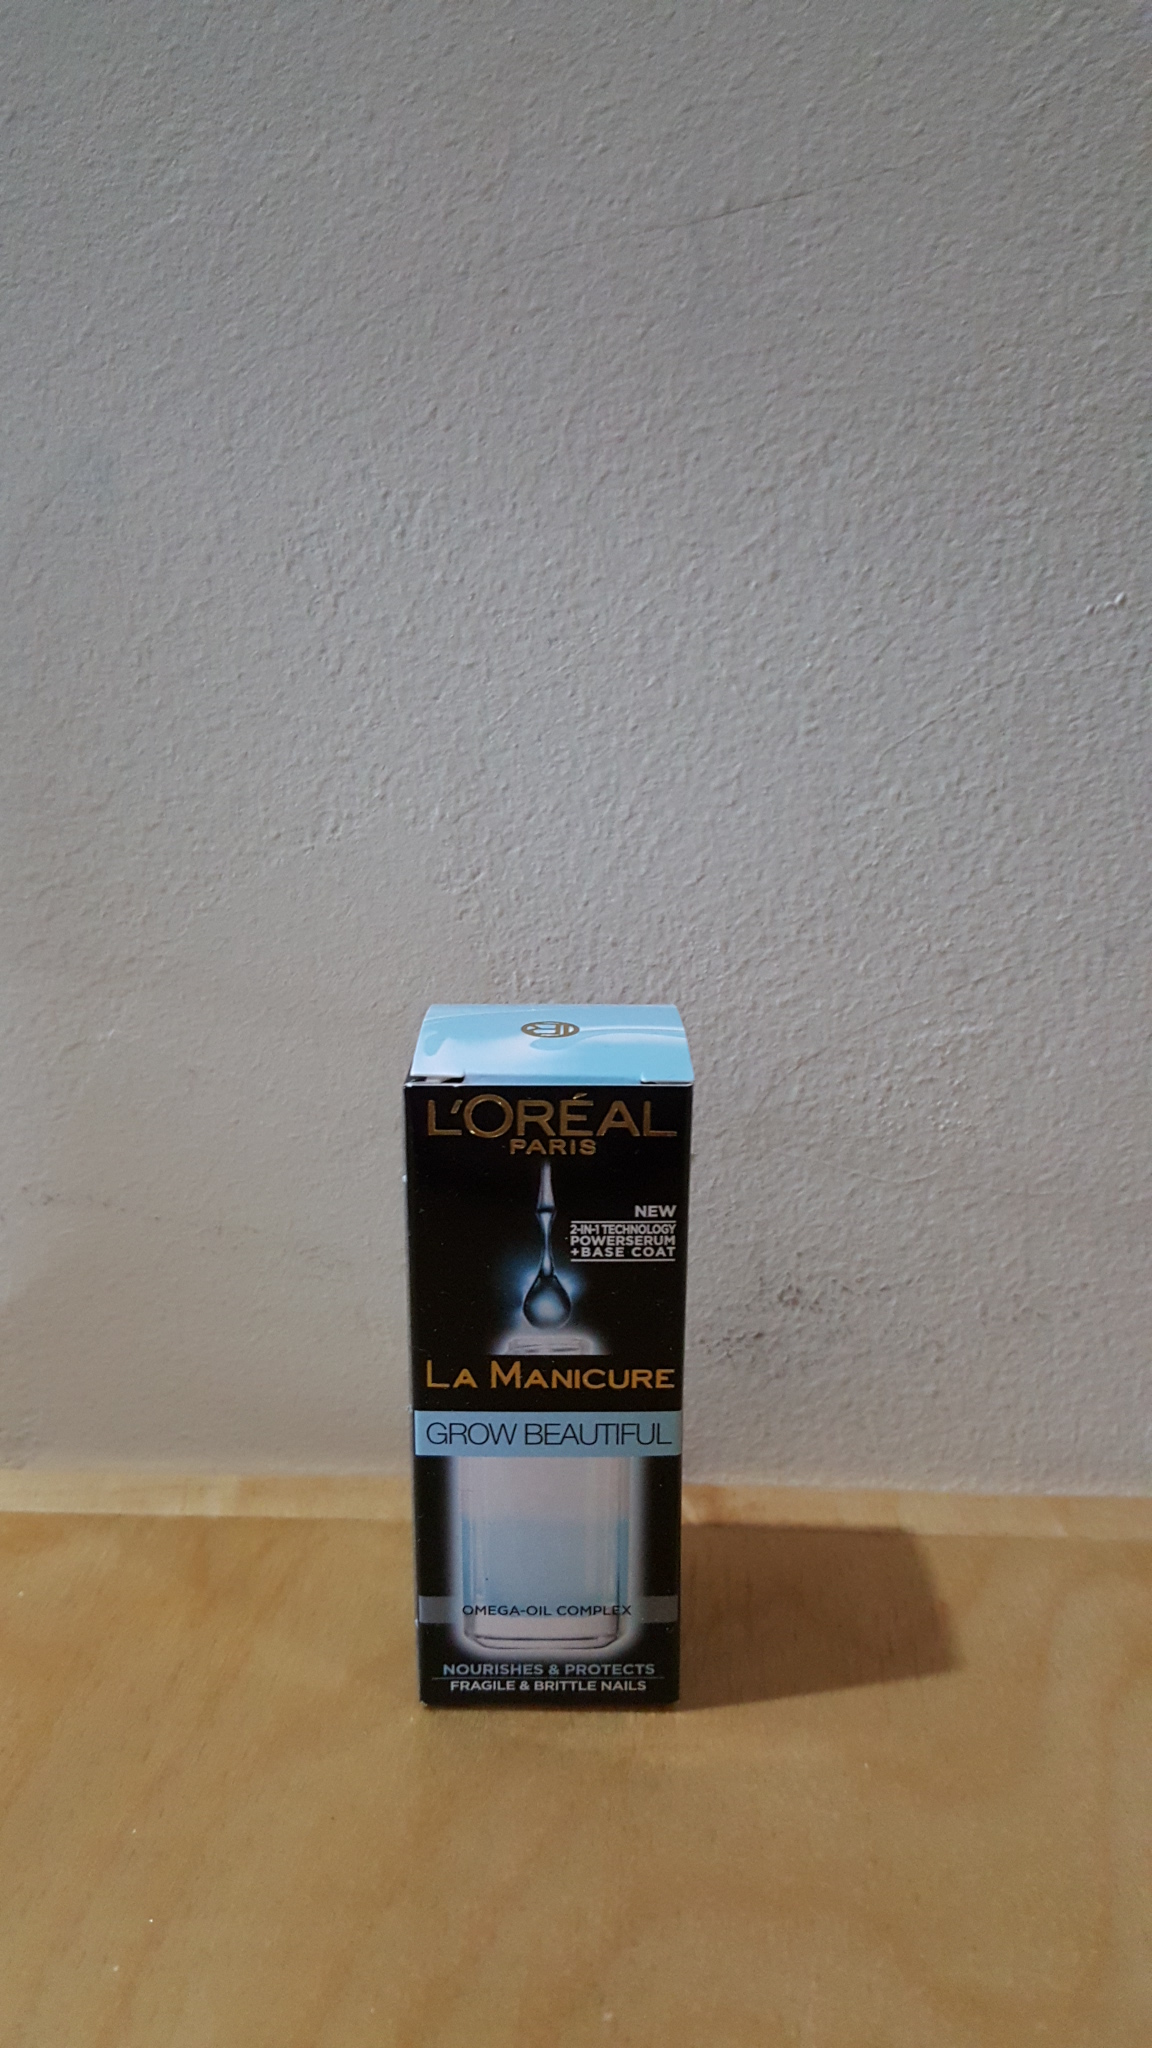 L'ORÉAL
PARIS
NEW
2-IN-1 TECHNOLOGY
POWERSERUM
+BASE COAT
LA MANICURE
GROW BEAUTIFUL
OMEGA-OIL COMPLEX
NOURISHES & PROTECTS
FRAGILE & BRITTLE NAILS